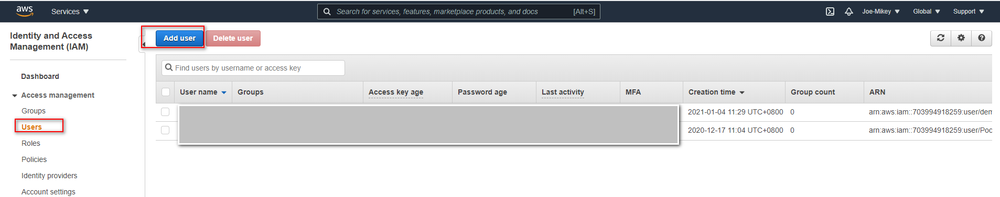 aws Services Search for services, features, marketplace products, and docs [Alt+S] Joe-Mikey Global Support
Identity and Access
Management (IAM)
Dashboard
Access management
Groups
Users
Roles
Policies
Identity providers
Account settings
Add user Delete user
Find users by username or access key
User name Groups Access key age Password age Last activity MFA Creation time Group count ARN
2021-01-04 11:29 UTC+0800 0 arn:aws:iam::703994918259:user/dem
2020-12-17 11:04 UTC+0800 0 arn:aws:iam::703994918259:user/Poc